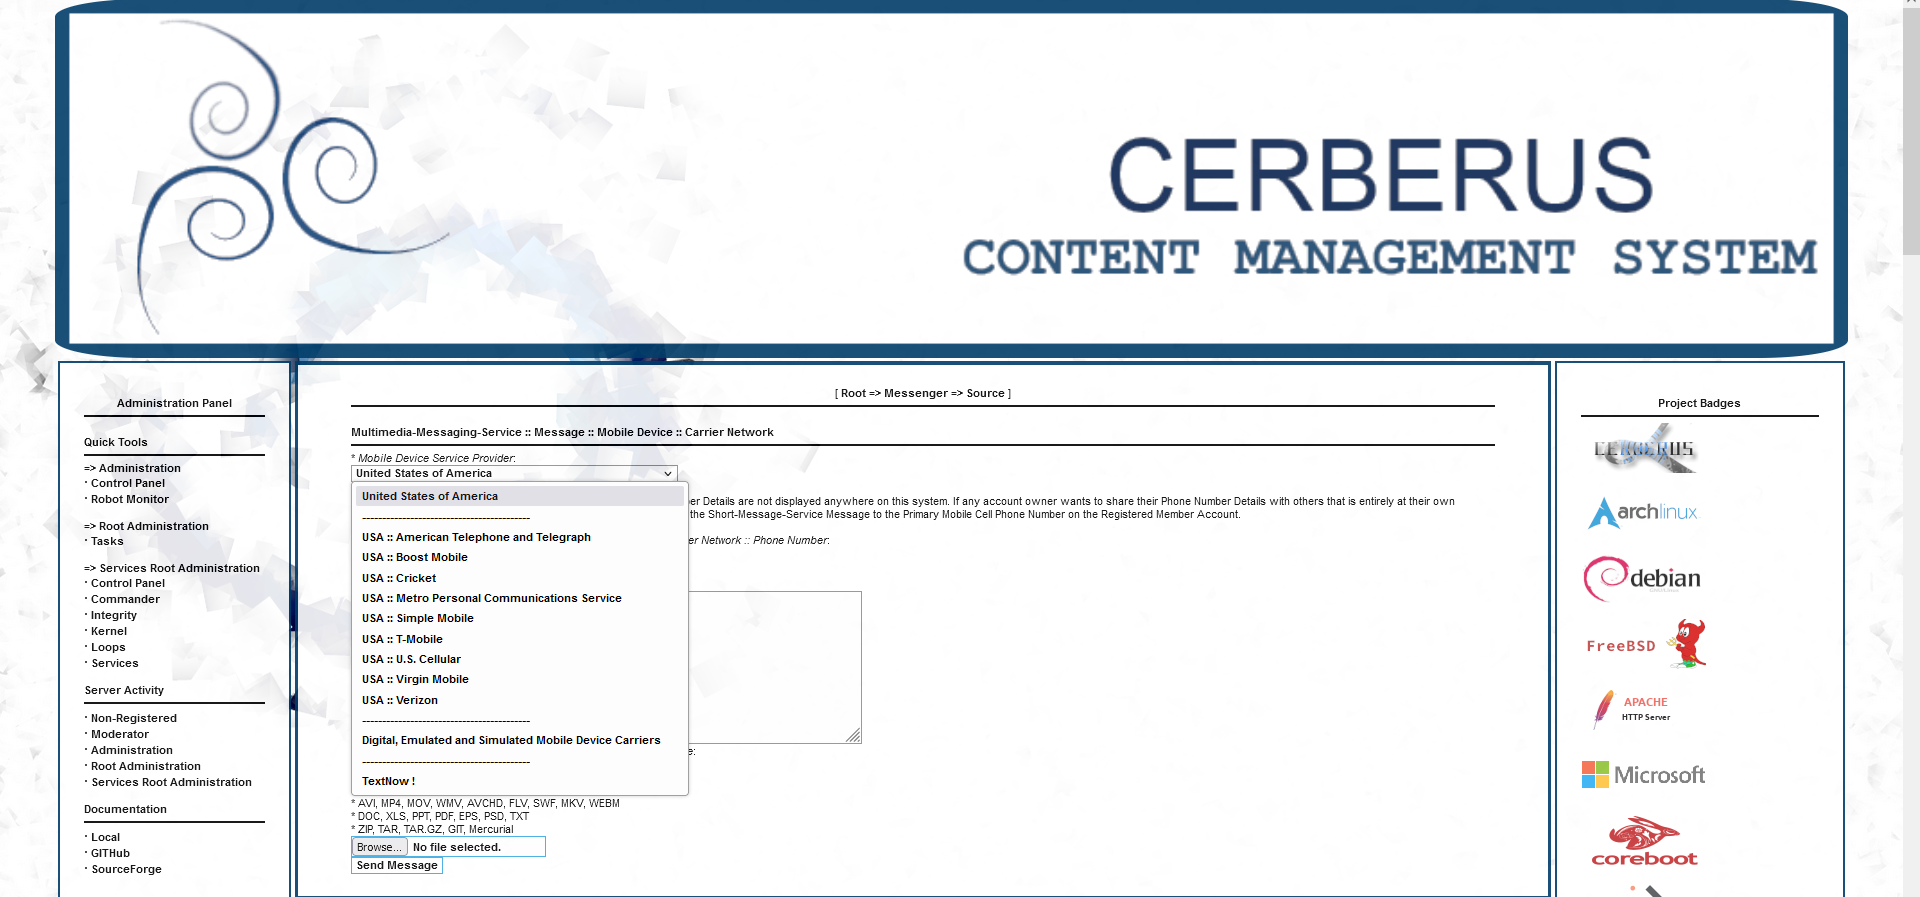 CERBERUS
CONTENT MANAGEMENT SYSTEM
Administration Panel
Quick Tools
=> Administration
· Control Panel
· Robot Monitor
=> Root Administration
· Tasks
=> Services Root Administration
· Control Panel
· Commander
· Integrity
· Kernel
· Loops
· Services
Server Activity
· Non-Registered
· Moderator
· Administration
· Root Administration
· Services Root Administration
Documentation
· Local
· GITHub
· SourceForge
[ Root => Messenger => Source ]
Multimedia-Messaging-Service :: Message :: Mobile Device :: Carrier Network
* Mobile Device Service Provider:
United States of America
United States of America
------------------------------------------
USA :: American Telephone and Telegraph
USA :: Boost Mobile
USA :: Cricket
USA :: Metro Personal Communications Service
USA :: Simple Mobile
USA :: T-Mobile
USA :: U.S. Cellular
USA :: Virgin Mobile
USA :: Verizon
------------------------------------------
Digital, Emulated and Simulated Mobile Device Carriers
------------------------------------------
TextNow !
er Details are not displayed anywhere on this system. If any account owner wants to share their Phone Number Details with others that is entirely at their own
the Short-Message-Service Message to the Primary Mobile Cell Phone Number on the Registered Member Account.
er Network :: Phone Number:
e:
* AVI, MP4, MOV, WMV, AVCHD, FLV, SWF, MKV, WEBM
* DOC, XLS, PPT, PDF, EPS, PSD, TXT
* ZIP, TAR, TAR.GZ, GIT, Mercurial
Browse... No file selected.
Send Message
Project Badges
CERBERUS
archlinux
debian
FreeBSD
APACHE
HTTP Server
Microsoft
coreboot